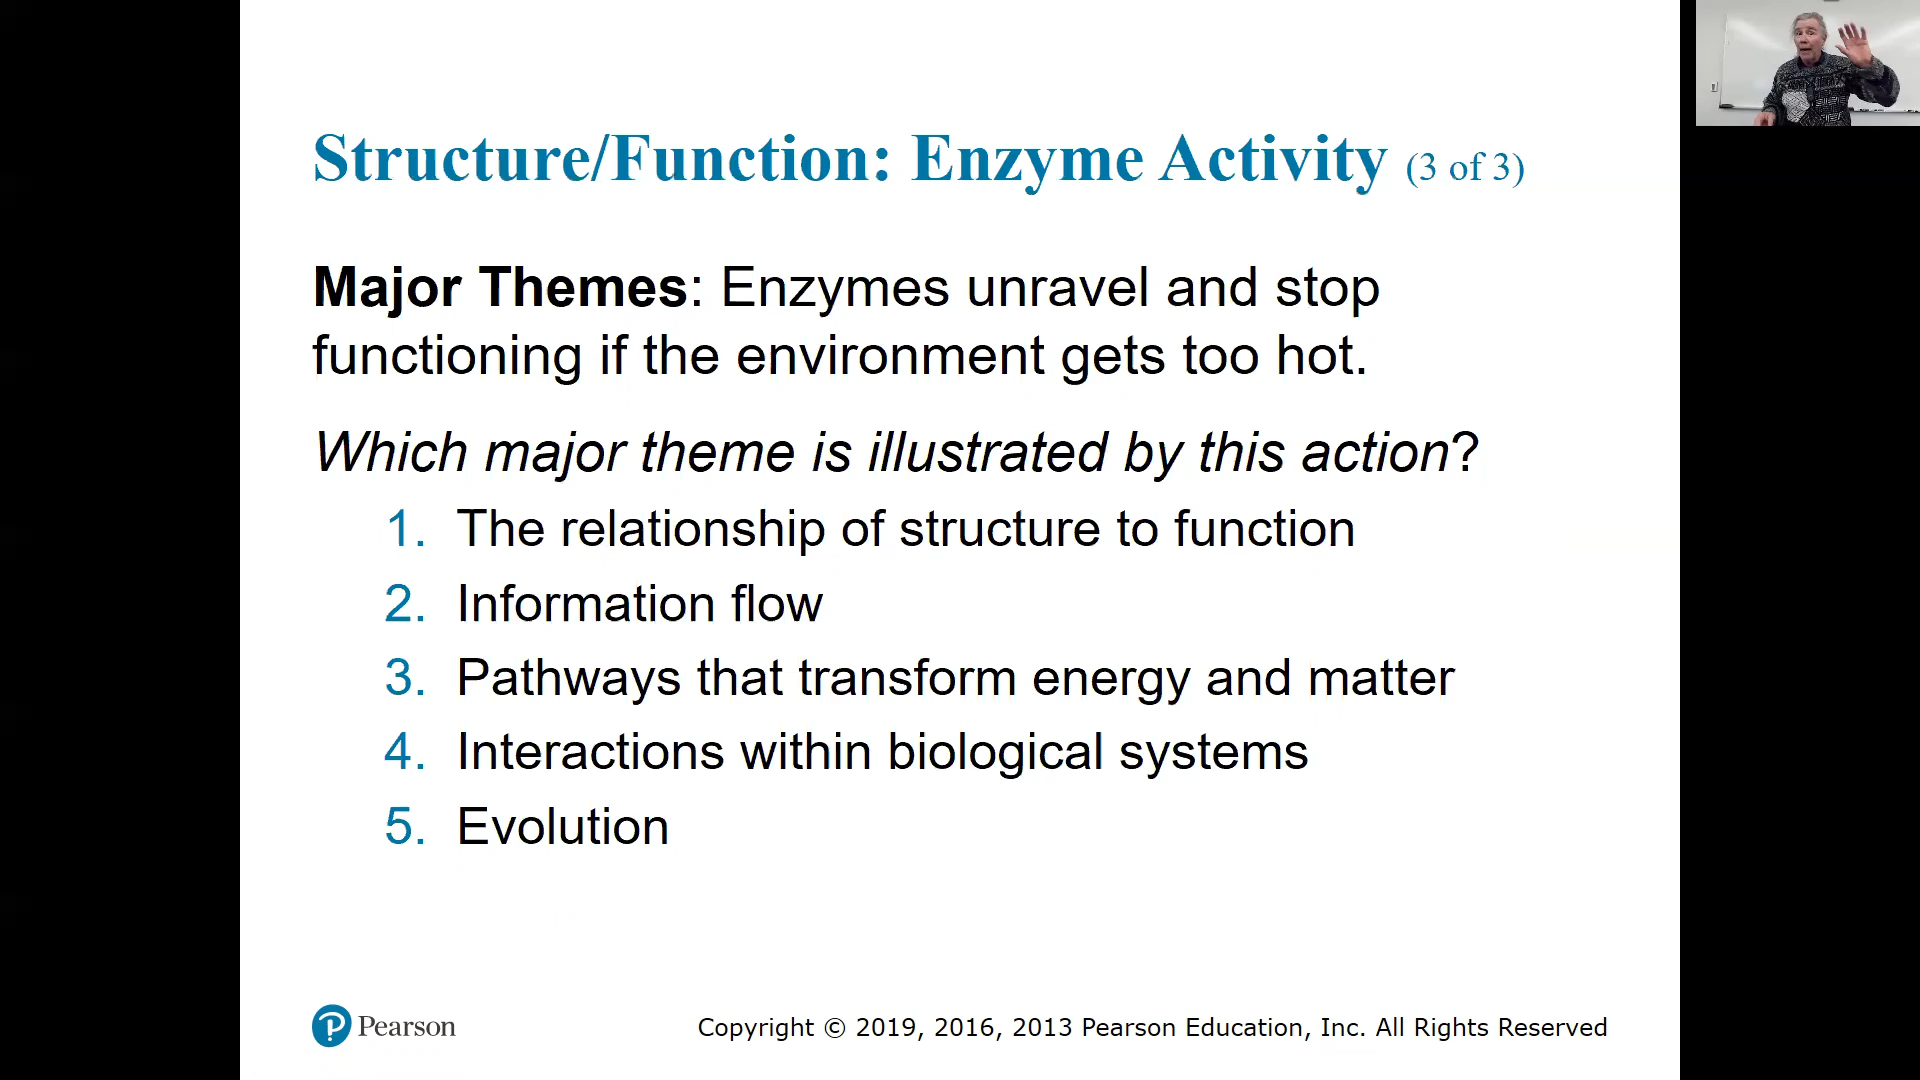 Structure/Function: Enzyme Activity (3 of 3)
Major Themes: Enzymes unravel and stop
functioning if the environment gets too hot.
Which major theme is illustrated by this action?
1. The relationship of structure to function
2. Information flow
3. Pathways that transform energy and matter
4. Interactions within biological systems
5. Evolution
Pearson
Copyright © 2019, 2016, 2013 Pearson Education, Inc. All Rights Reserved